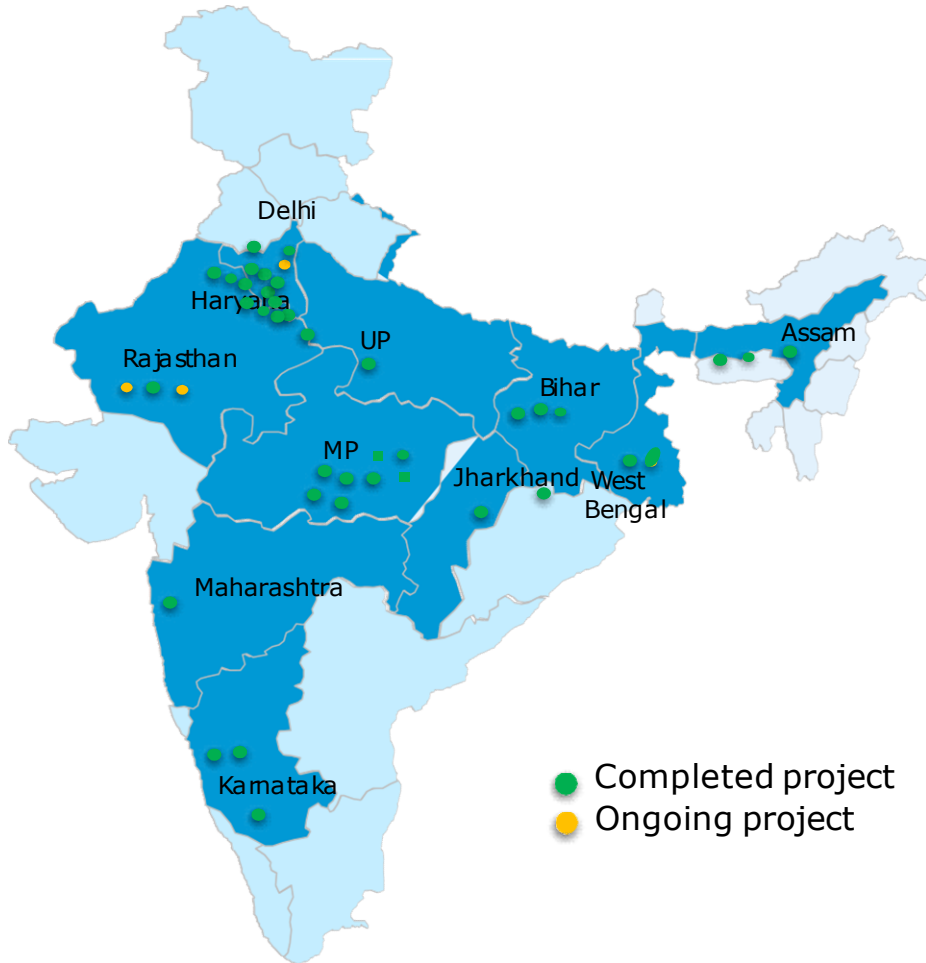 Delhi
Haryana
Rajasthan
UP
Assam
Bihar
MP
Jharkhand
West
Bengal
Maharashtra
Karnataka
Completed project
Ongoing project